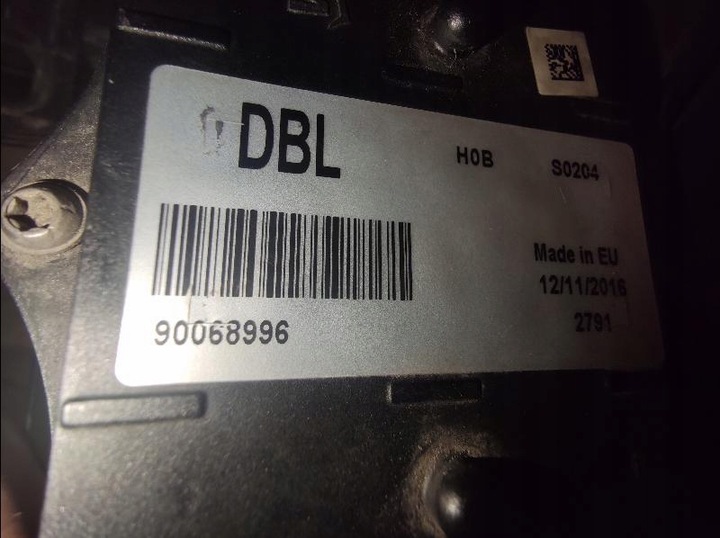 DBL
H0B S0204
Made in EU
12/11/2016
90068996
2791